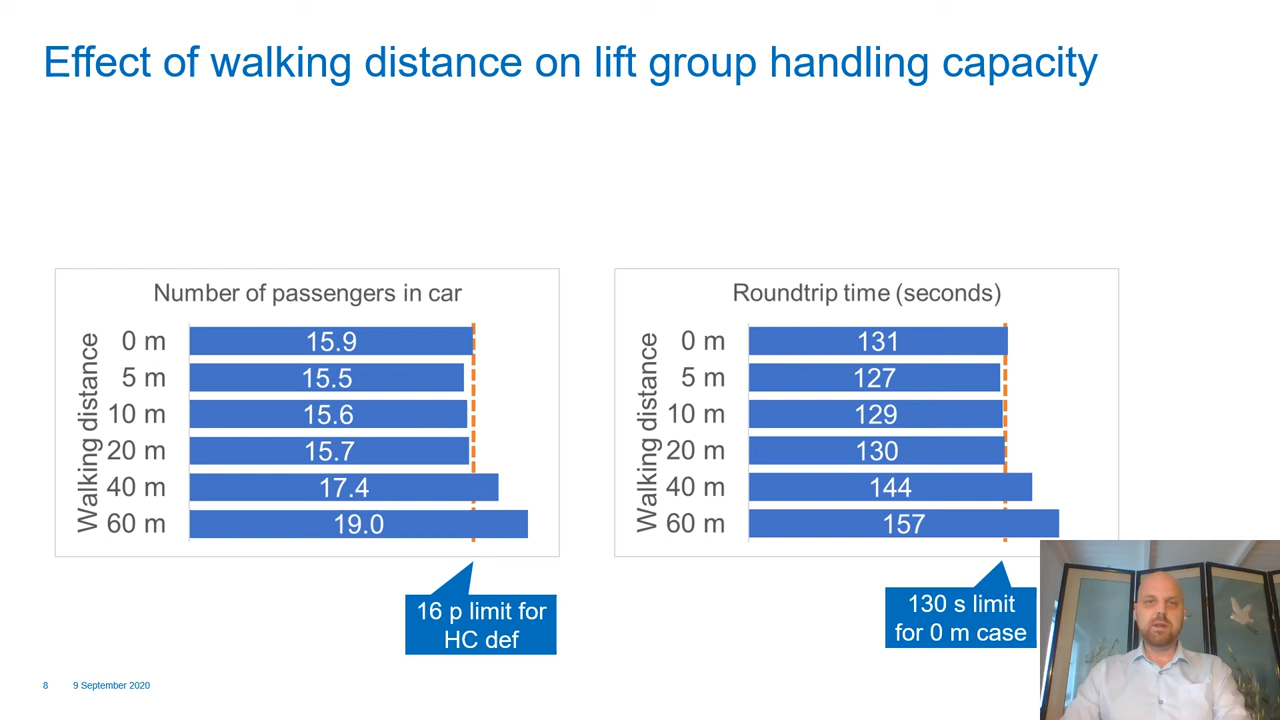 Effect of walking distance on lift group handling capacity
Number of passengers in car
Walking distance
0 m 15.9
5 m 15.5
10 m 15.6
20 m 15.7
40 m 17.4
60 m 19.0
16 p limit for
HC def
Roundtrip time (seconds)
Walking distance
0 m 131
5 m 127
10 m 129
20 m 130
40 m 144
60 m 157
130 s limit
for 0 m case
8 9 September 2020